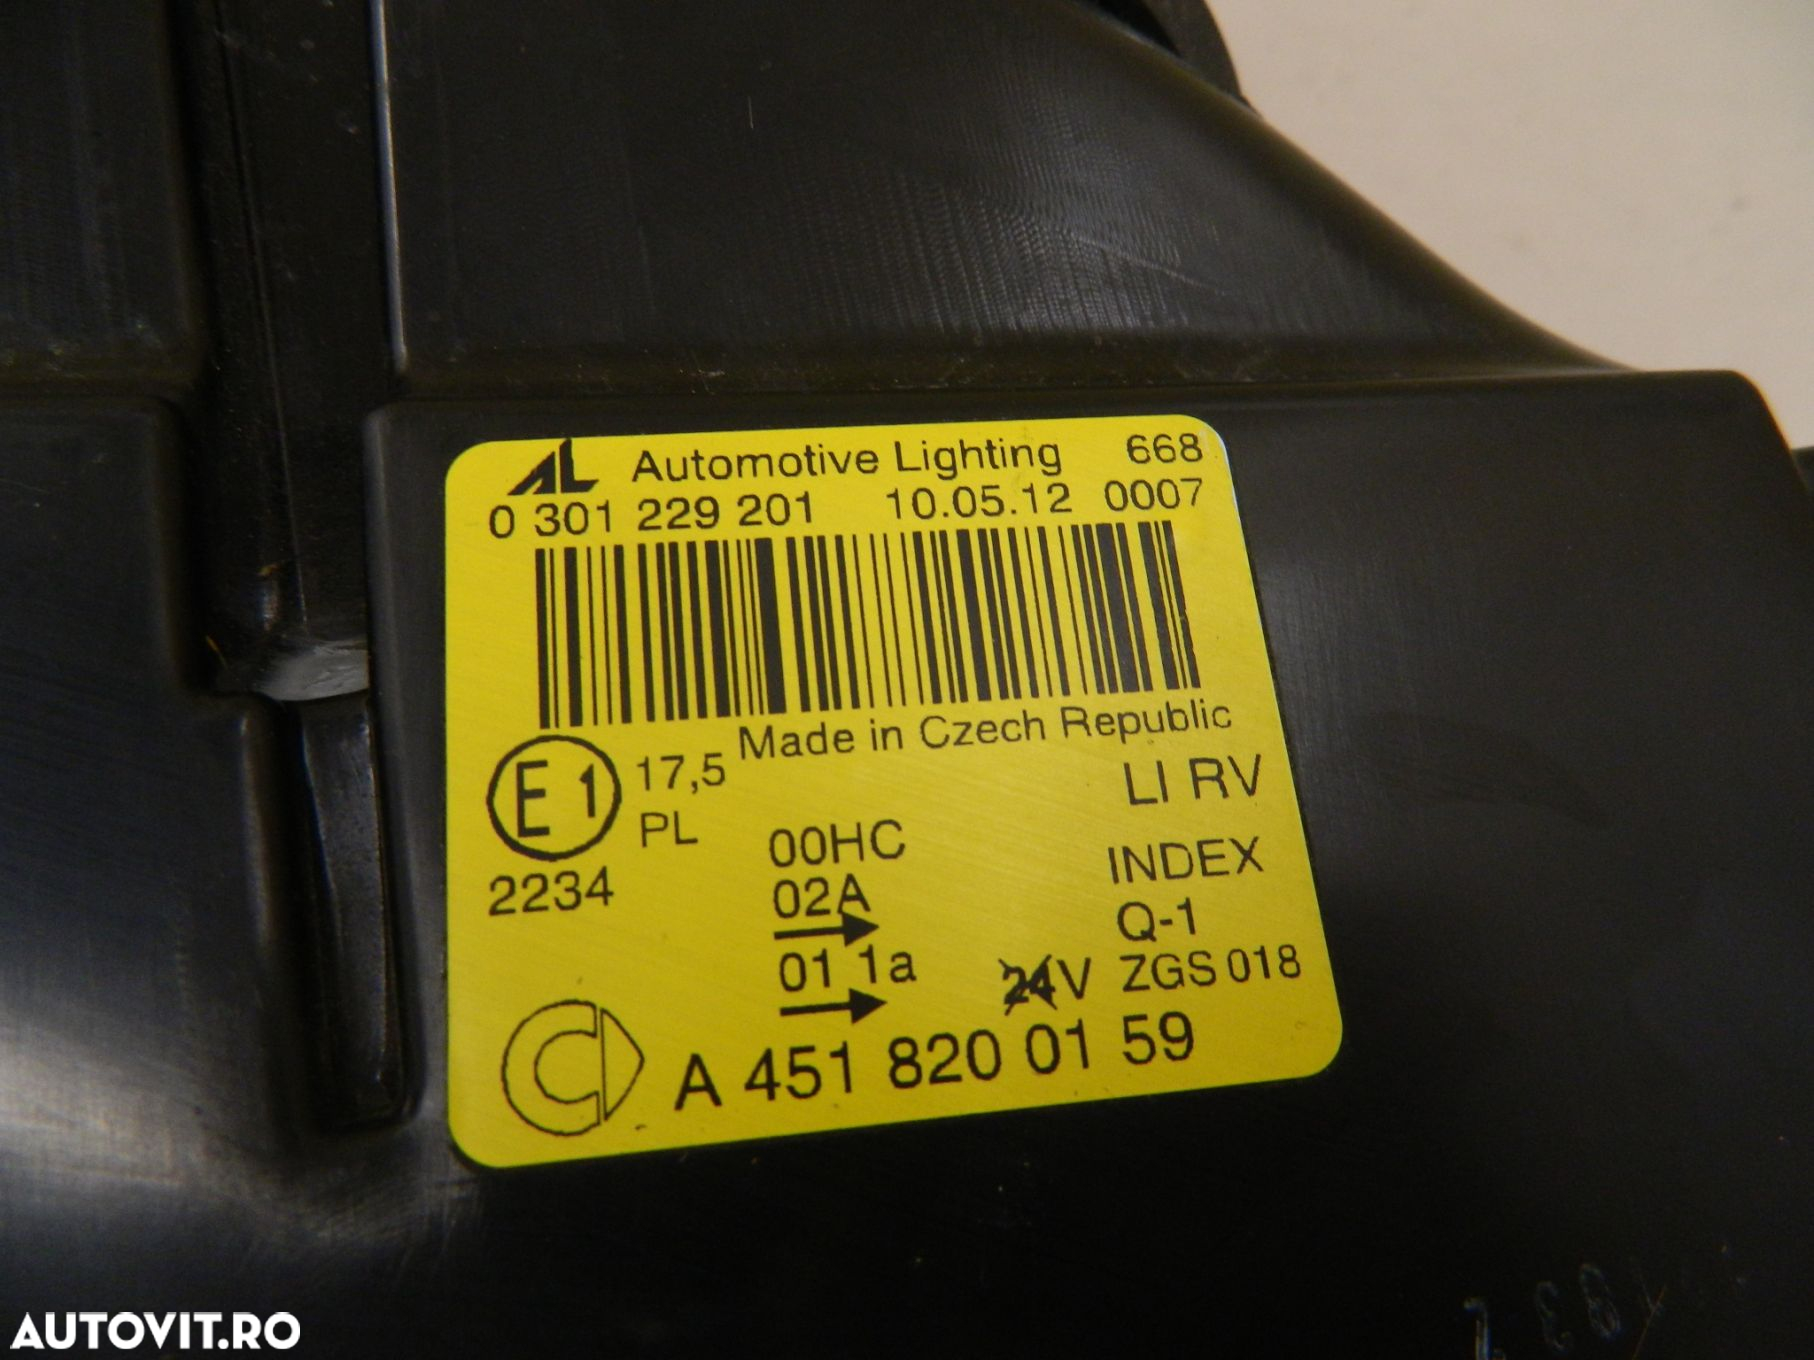 AL Automotive Lighting 668
0 301 229 201 10.05.12 0007
Made in Czech Republic
E1 17,5 LI RV
PL 00HC INDEX
2234 02A Q-1
01 1a 24V ZGS 018
A 451 820 01 59
AUTOVIT.RO